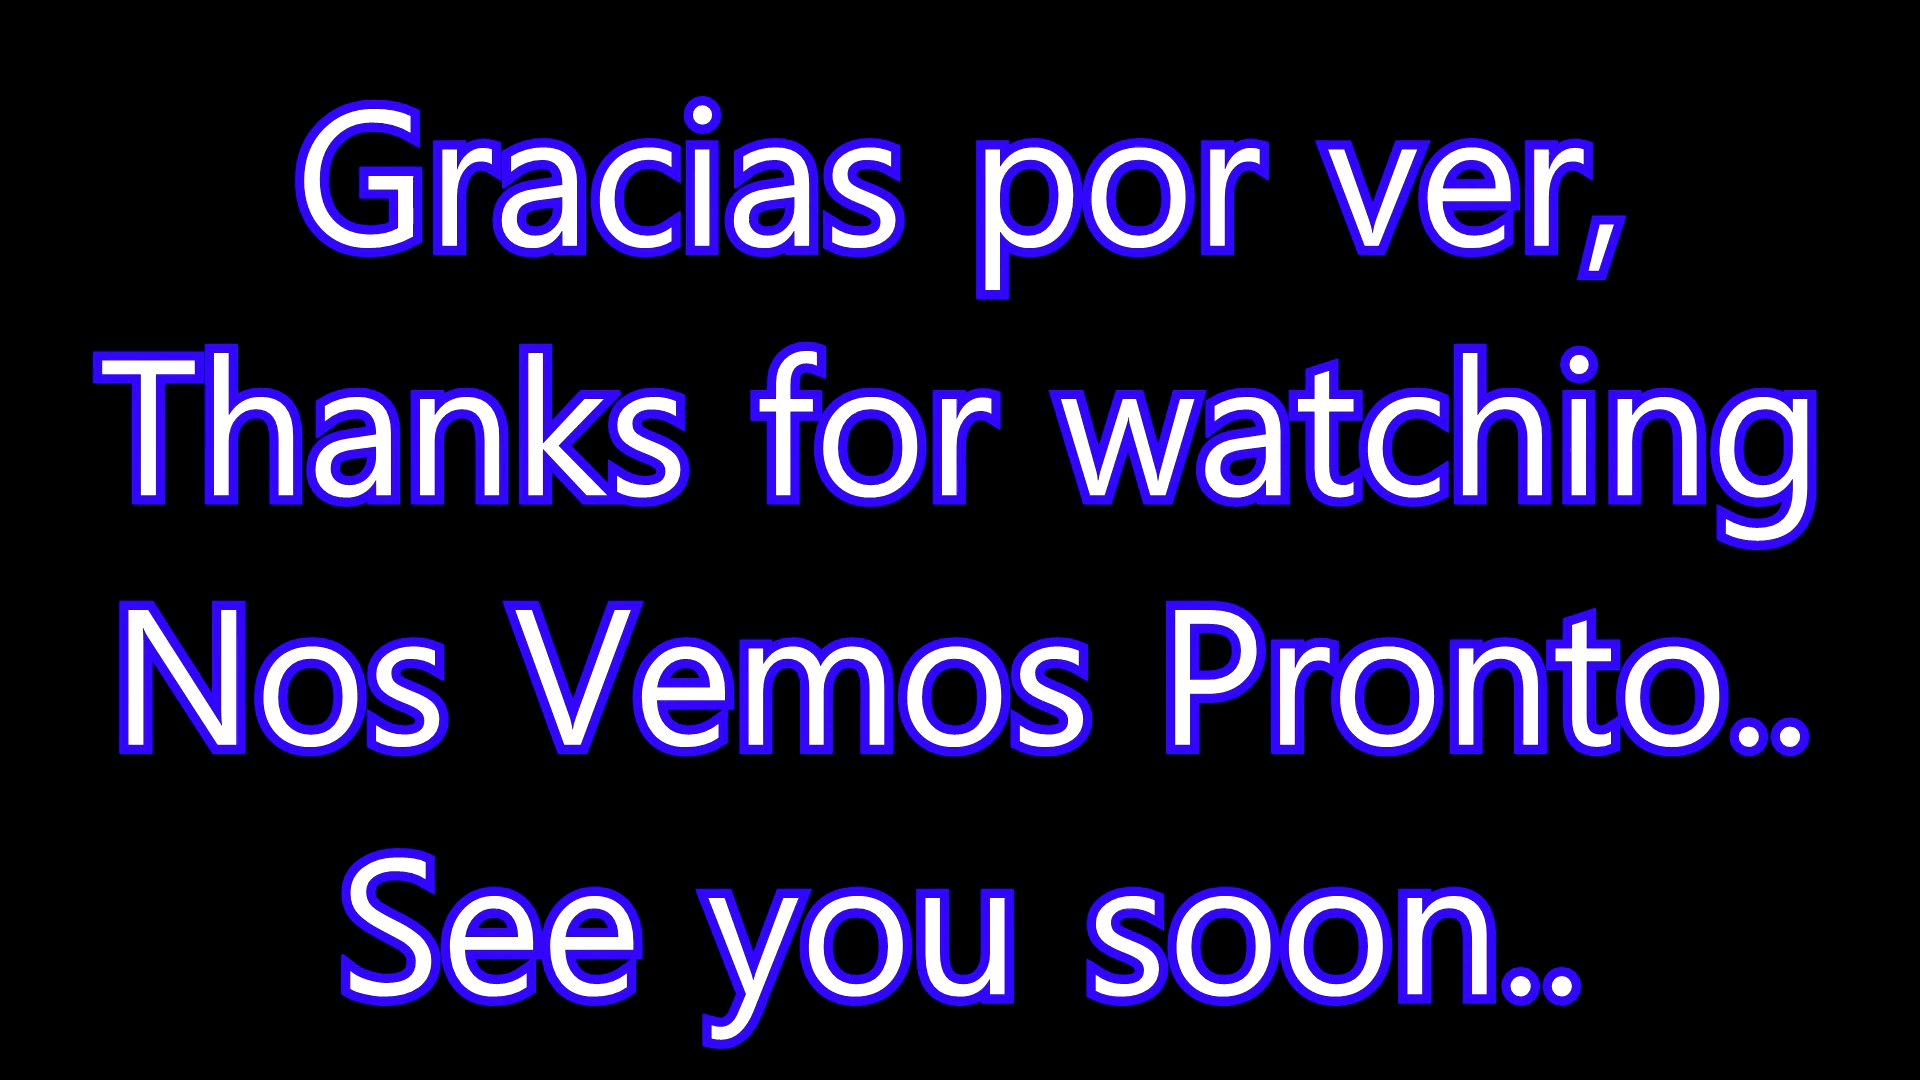 Gracias por ver,
Thanks for watching
Nos Vemos Pronto..
See you soon..